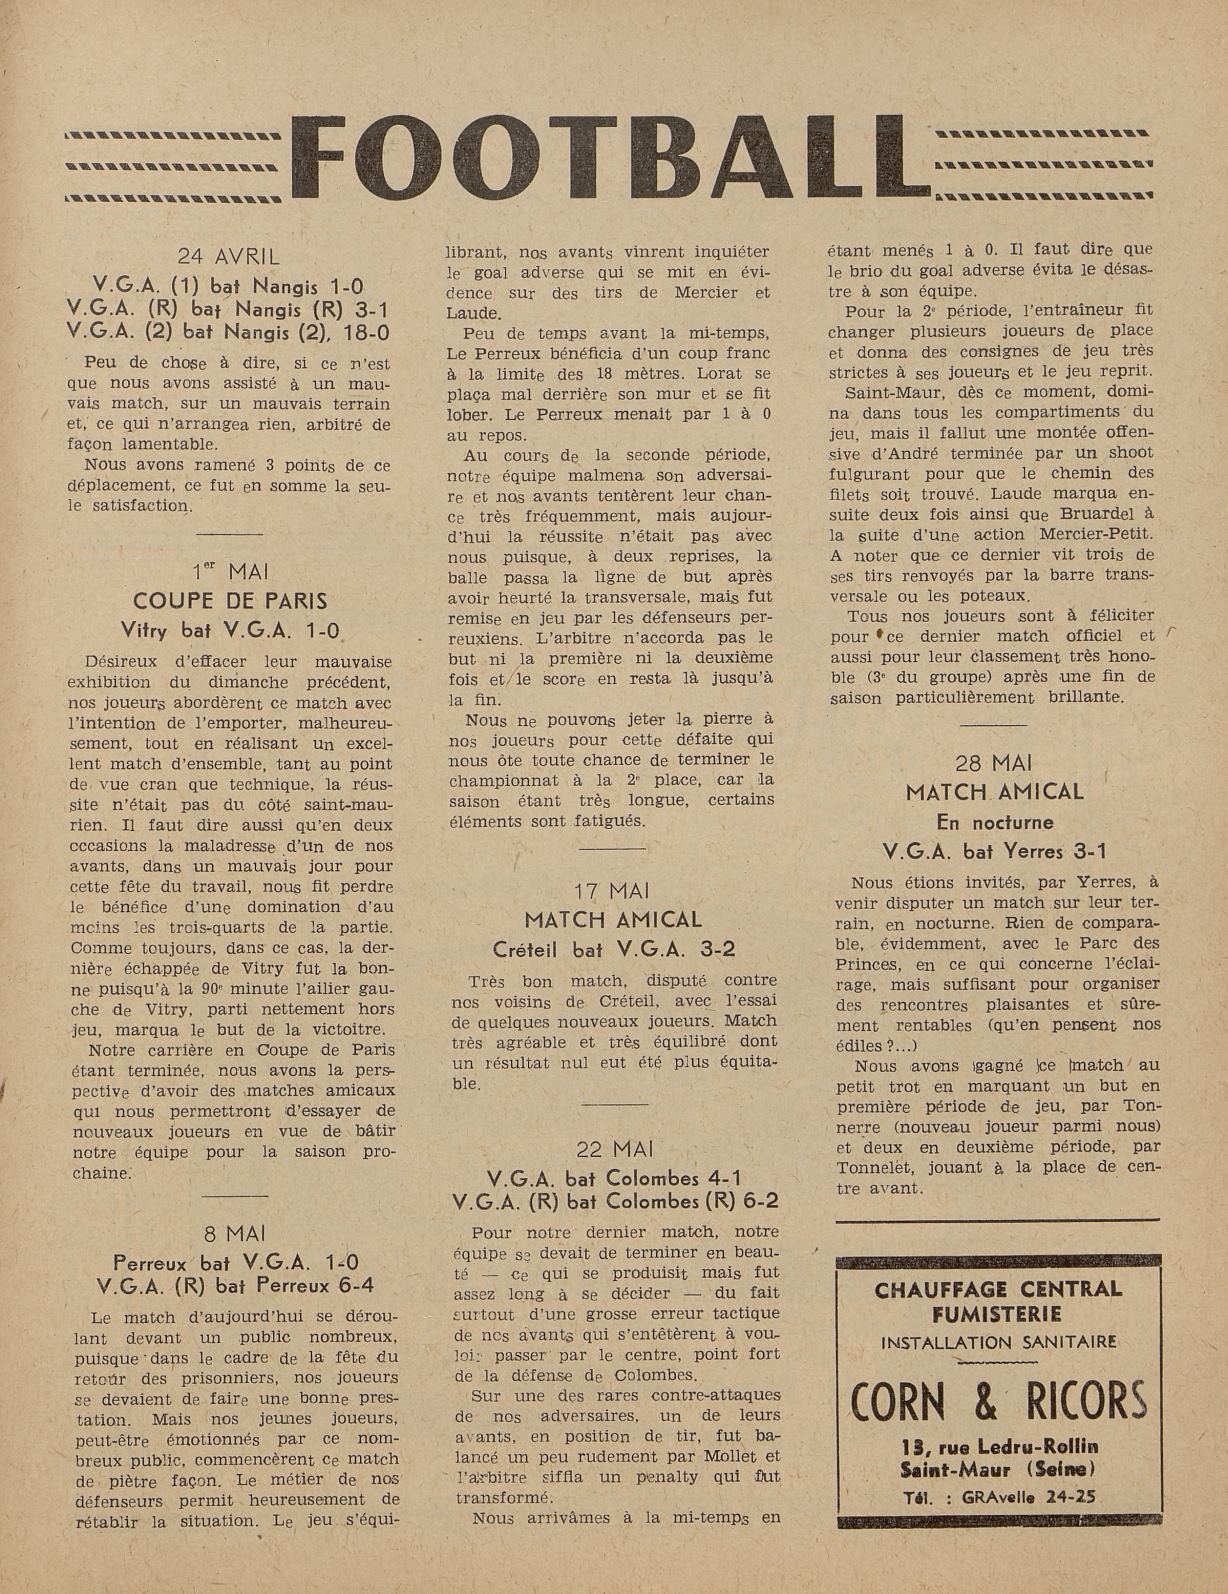 FOOTBALL
24 AVRIL
V.G.A. (1) bat Nangis 1-0
V.G.A. (R) bat Nangis (R) 3-1
V.G.A. (2) bat Nangis (2), 18-0
Peu de chose à dire, si ce n'est
que nous avons assisté à un mau-
vais match, sur un mauvais terrain
et, ce qui n'arrangea rien, arbitré de
façon lamentable.
Nous avons ramené 3 points de ce
déplacement, ce fut en somme la seu-
le satisfaction.
1er MAI
COUPE DE PARIS
Vitry bat V.G.A. 1-0
Désireux d'effacer leur mauvaise
exhibition du dimanche précédent,
nos joueurs abordèrent ce match avec
l'intention de l'emporter, malheureu-
sement, tout en réalisant un excel-
lent match d'ensemble, tant au point
de vue cran que technique, la réus-
site n'était pas du côté saint-mau-
rien. Il faut dire aussi qu'en deux
occasions la maladresse d'un de nos
avants, dans un mauvais jour pour
cette fête du travail, nous fit perdre
le bénéfice d'une domination d'au
moins les trois-quarts de la partie.
Comme toujours, dans ce cas, la der-
nière échappée de Vitry fut la bon-
ne puisqu'à la 90e minute l'ailier gau-
che de Vitry, parti nettement hors
jeu, marqua le but de la victoitre.
Notre carrière en Coupe de Paris
étant terminée, nous avons la pers-
pective d'avoir des matches amicaux
qui nous permettront d'essayer de
nouveaux joueurs en vue de bâtir
notre équipe pour la saison pro-
chaine.
8 MAI
Perreux bat V.G.A. 1-0
V.G.A. (R) bat Perreux 6-4
Le match d'aujourd'hui se dérou-
lant devant un public nombreux,
puisque dans le cadre de la fête du
retour des prisonniers, nos joueurs
se devaient de faire une bonne pres-
tation. Mais nos jeunes joueurs,
peut-être émotionnés par ce nom-
breux public, commencèrent ce match
de piètre façon. Le métier de nos
défenseurs permit heureusement de
rétablir la situation. Le jeu s'équi-
librant, nos avants vinrent inquiéter
le goal adverse qui se mit en évi-
dence sur des tirs de Mercier et
Laude.
Peu de temps avant la mi-temps,
Le Perreux bénéficia d'un coup franc
à la limite des 18 mètres. Lorat se
plaça mal derrière son mur et se fit
lober. Le Perreux menait par 1 à 0
au repos.
Au cours de la seconde période,
notre équipe malmena son adversai-
re et nos avants tentèrent leur chan-
ce très fréquemment, mais aujour-
d'hui la réussite n'était pas avec
nous puisque, à deux reprises, la
balle passa la ligne de but après
avoir heurté la transversale, mais fut
remise en jeu par les défenseurs per-
reuxiens. L'arbitre n'accorda pas le
but ni la première ni la deuxième
fois et le score en resta là jusqu'à
la fin.
Nous ne pouvons jeter la pierre à
nos joueurs pour cette défaite qui
nous ôte toute chance de terminer le
championnat à la 2e place, car la
saison étant très longue, certains
éléments sont fatigués.
17 MAI
MATCH AMICAL
Créteil bat V.G.A. 3-2
Très bon match, disputé contre
nos voisins de Créteil, avec l'essai
de quelques nouveaux joueurs. Match
très agréable et très équilibré dont
un résultat nul eut été plus équita-
ble.
22 MAI
V.G.A. bat Colombes 4-1
V.G.A. (R) bat Colombes (R) 6-2
Pour notre dernier match, notre
équipe se devait de terminer en beau-
té — ce qui se produisit mais fut
assez long à se décider — du fait
surtout d'une grosse erreur tactique
de nos avants qui s'entêtèrent à vou-
loir passer par le centre, point fort
de la défense de Colombes.
Sur une des rares contre-attaques
de nos adversaires, un de leurs
avants, en position de tir, fut ba-
lancé un peu rudement par Mollet et
l'arbitre siffla un penalty qui fut
transformé.
Nous arrivâmes à la mi-temps en
étant menés 1 à 0. Il faut dire que
le brio du goal adverse évita le désas-
tre à son équipe.
Pour la 2e période, l'entraîneur fit
changer plusieurs joueurs de place
et donna des consignes de jeu très
strictes à ses joueurs et le jeu reprit.
Saint-Maur, dès ce moment, domi-
na dans tous les compartiments du
jeu, mais il fallut une montée offen-
sive d'André terminée par un shoot
fulgurant pour que le chemin des
filets soit trouvé. Laude marqua en-
suite deux fois ainsi que Bruardel à
la suite d'une action Mercier-Petit.
A noter que ce dernier vit trois de
ses tirs renvoyés par la barre trans-
versale ou les poteaux.
Tous nos joueurs sont à féliciter
pour ce dernier match officiel et
aussi pour leur classement très hono-
ble (3e du groupe) après une fin de
saison particulièrement brillante.
28 MAI
MATCH AMICAL
En nocturne
V.G.A. bat Yerres 3-1
Nous étions invités, par Yerres, à
venir disputer un match sur leur ter-
rain, en nocturne. Rien de compara-
ble, évidemment, avec le Parc des
Princes, en ce qui concerne l'éclai-
rage, mais suffisant pour organiser
des rencontres plaisantes et sûre-
ment rentables (qu'en pensent nos
édiles ?...)
Nous avons gagné ce match au
petit trot en marquant un but en
première période de jeu, par Ton-
nerre (nouveau joueur parmi nous)
et deux en deuxième période, par
Tonnelet, jouant à la place de cen-
tre avant.
CHAUFFAGE CENTRAL
FUMISTERIE
INSTALLATION SANITAIRE
CORN & RICORS
13, rue Ledru-Rollin
Saint-Maur (Seine)
Tél. : GRAvelle 24-25